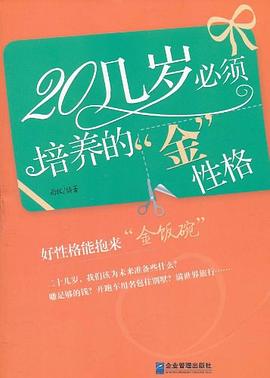 20几岁必须
培养的“金”
性格
编著
好性格能抱来“金饭碗”
二十几岁，我们该为未来准备些什么？
赚足够的钱？开跑车用名包住别墅？搞世界旅行……
企业管理出版社